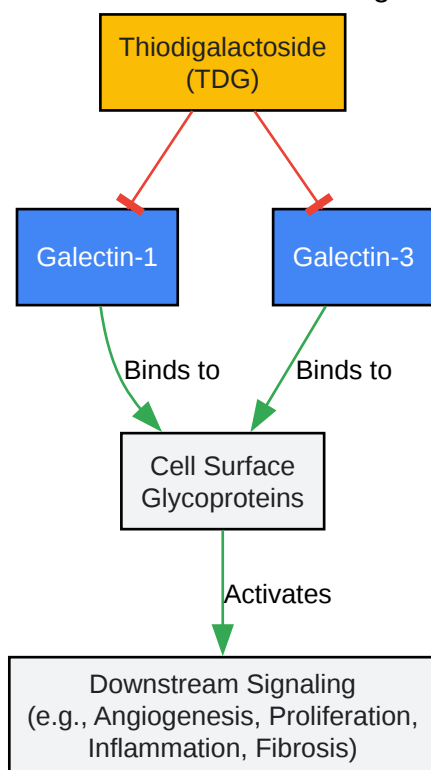 Thiodigalactoside
(TDG)
Galectin-1
Galectin-3
Binds to
Binds to
Cell Surface
Glycoproteins
Activates
Downstream Signaling
(e.g., Angiogenesis, Proliferation,
Inflammation, Fibrosis)